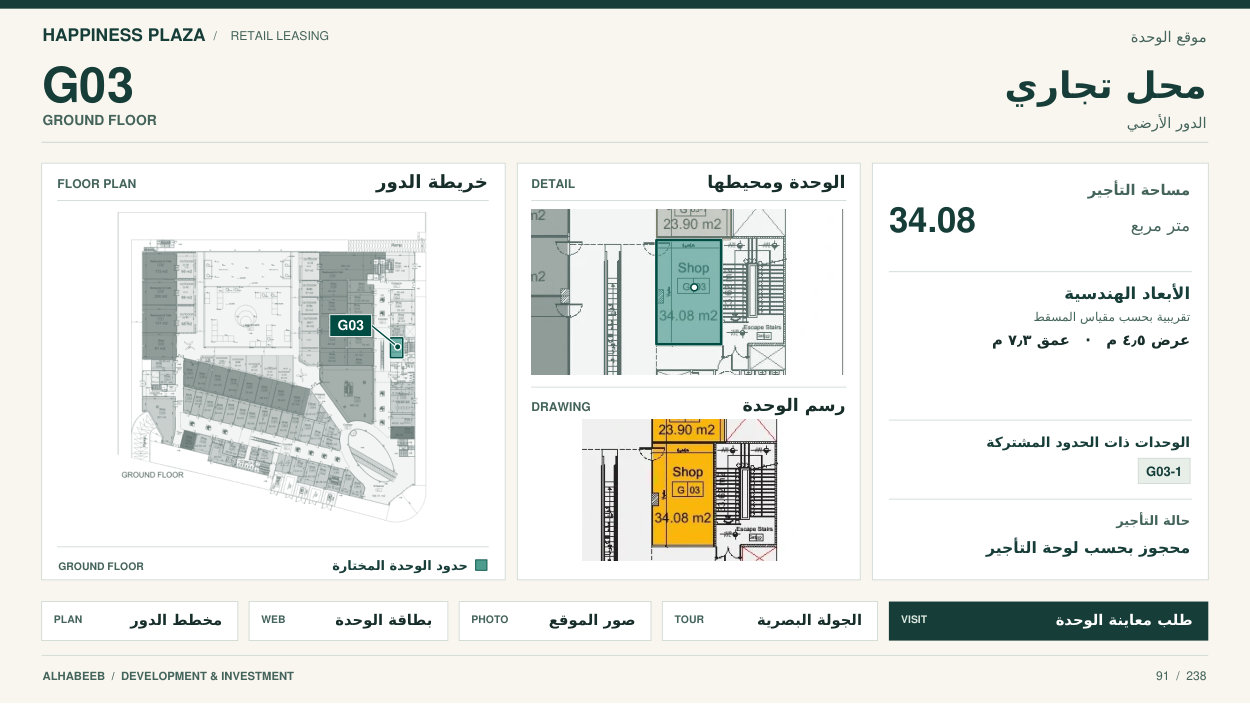 HAPPINESS PLAZA / RETAIL LEASING
موقع الوحدة
G03
محل تجاري
GROUND FLOOR
الدور الأرضي
FLOOR PLAN
خريطة الدور
G03
GROUND FLOOR
GROUND FLOOR
حدود الوحدة المختارة
DETAIL
الوحدة ومحيطها
m2
23.90 m2
Shop
G 03
m2
34.08 m2
Escape Stairs
DRAWING
رسم الوحدة
23.90 m2
Shop
G 03
34.08 m2
Escape Stairs
مساحة التأجير
34.08
متر مربع
الأبعاد الهندسية
تقريبية بحسب مقياس المسقط
عرض ٤٫٥ م · عمق ٧٫٣ م
الوحدات ذات الحدود المشتركة
G03-1
حالة التأجير
محجوز بحسب لوحة التأجير
PLAN
مخطط الدور
WEB
بطاقة الوحدة
PHOTO
صور الموقع
TOUR
الجولة البصرية
VISIT
طلب معاينة الوحدة
ALHABEEB / DEVELOPMENT & INVESTMENT
91 / 238